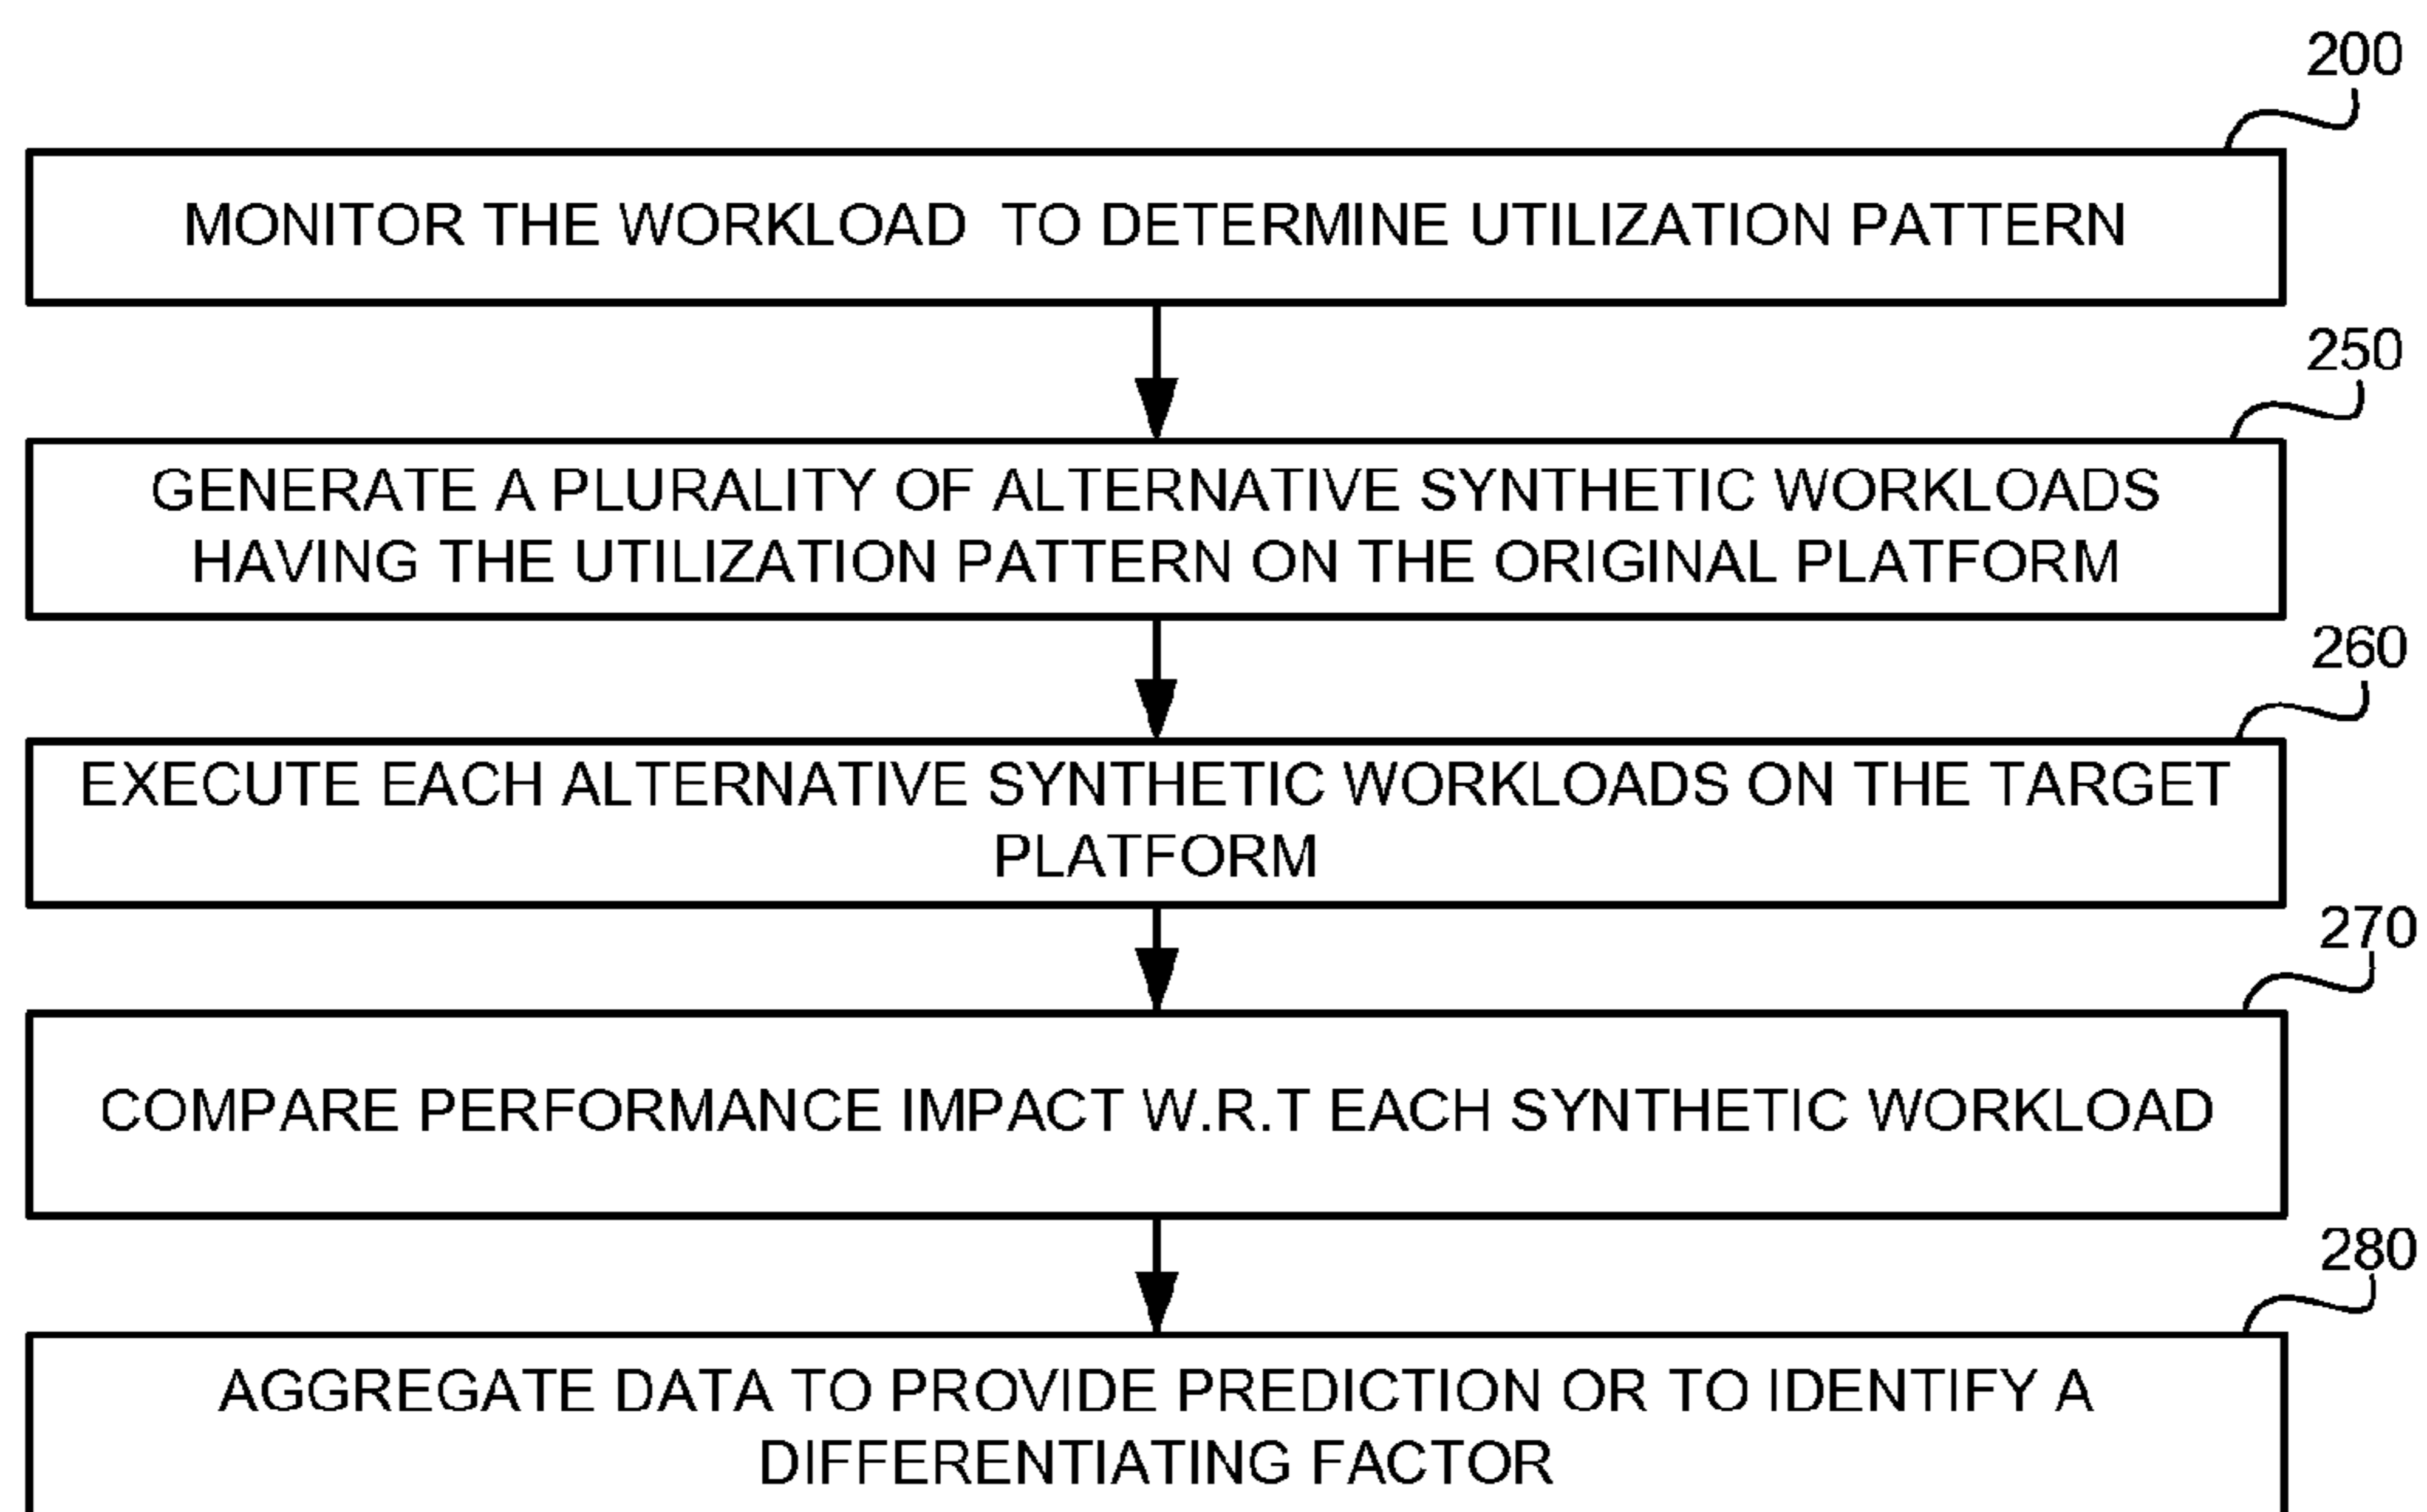 200
MONITOR THE WORKLOAD TO DETERMINE UTILIZATION PATTERN
250
GENERATE A PLURALITY OF ALTERNATIVE SYNTHETIC WORKLOADS
HAVING THE UTILIZATION PATTERN ON THE ORIGINAL PLATFORM
260
EXECUTE EACH ALTERNATIVE SYNTHETIC WORKLOADS ON THE TARGET
PLATFORM
270
COMPARE PERFORMANCE IMPACT W.R.T EACH SYNTHETIC WORKLOAD
280
AGGREGATE DATA TO PROVIDE PREDICTION OR TO IDENTIFY A
DIFFERENTIATING FACTOR